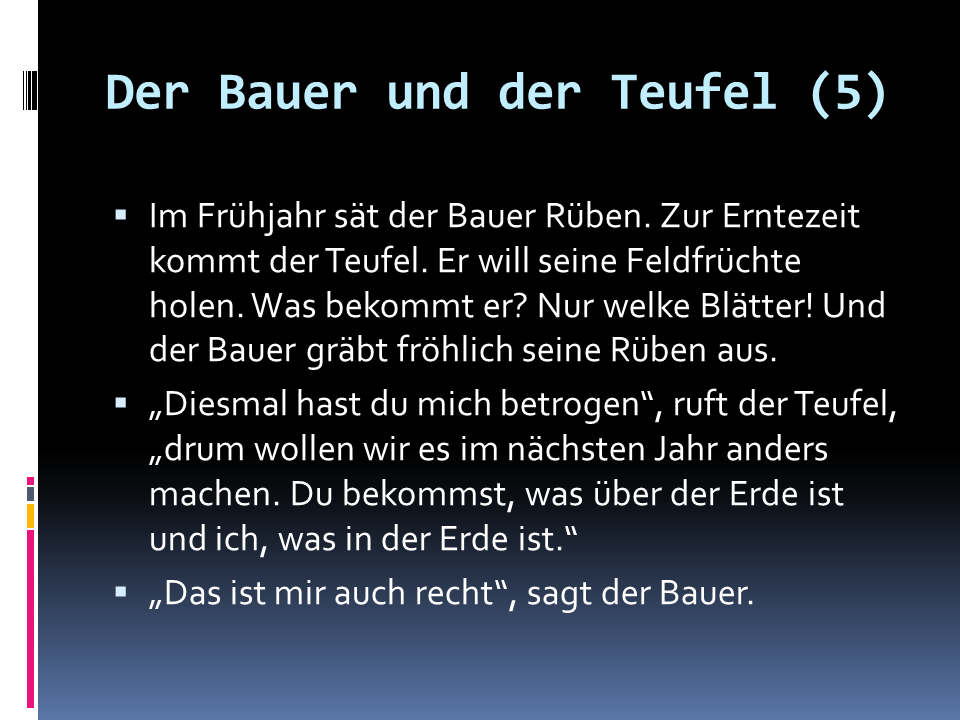 Der Bauer und der Teufel (5)
▪ Im Frühjahr sät der Bauer Rüben. Zur Erntezeit
kommt der Teufel. Er will seine Feldfrüchte
holen. Was bekommt er? Nur welke Blätter! Und
der Bauer gräbt fröhlich seine Rüben aus.
▪ „Diesmal hast du mich betrogen“, ruft der Teufel,
„drum wollen wir es im nächsten Jahr anders
machen. Du bekommst, was über der Erde ist
und ich, was in der Erde ist.“
▪ „Das ist mir auch recht“, sagt der Bauer.